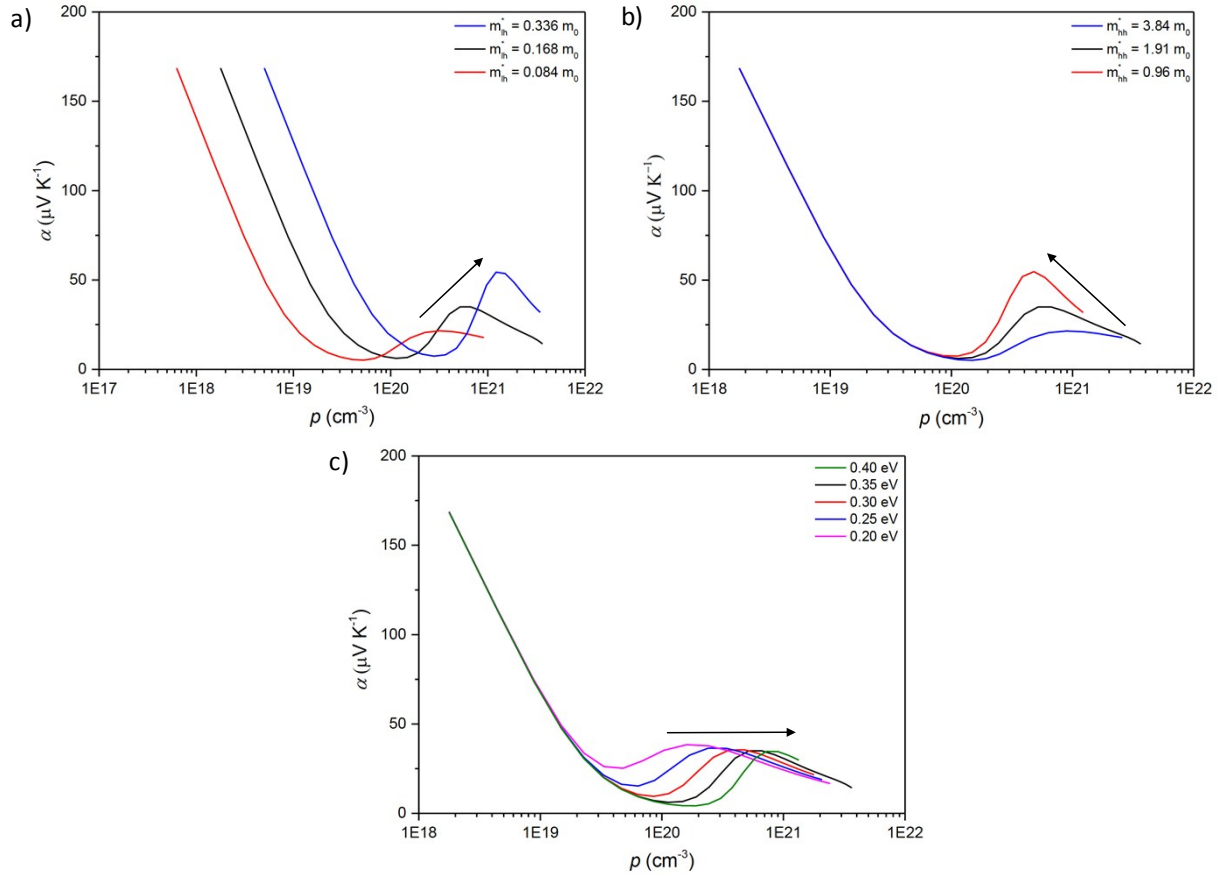 a)
200
150
100
50
0
α (μV K⁻¹)
m*lh = 0.336 m₀
m*lh = 0.168 m₀
m*lh = 0.084 m₀
1E17 1E18 1E19 1E20 1E21 1E22
p (cm⁻³)
b)
200
150
100
50
0
α (μV K⁻¹)
m*hh = 3.84 m₀
m*hh = 1.91 m₀
m*hh = 0.96 m₀
1E18 1E19 1E20 1E21 1E22
p (cm⁻³)
c)
200
150
100
50
0
α (μV K⁻¹)
0.40 eV
0.35 eV
0.30 eV
0.25 eV
0.20 eV
1E18 1E19 1E20 1E21 1E22
p (cm⁻³)